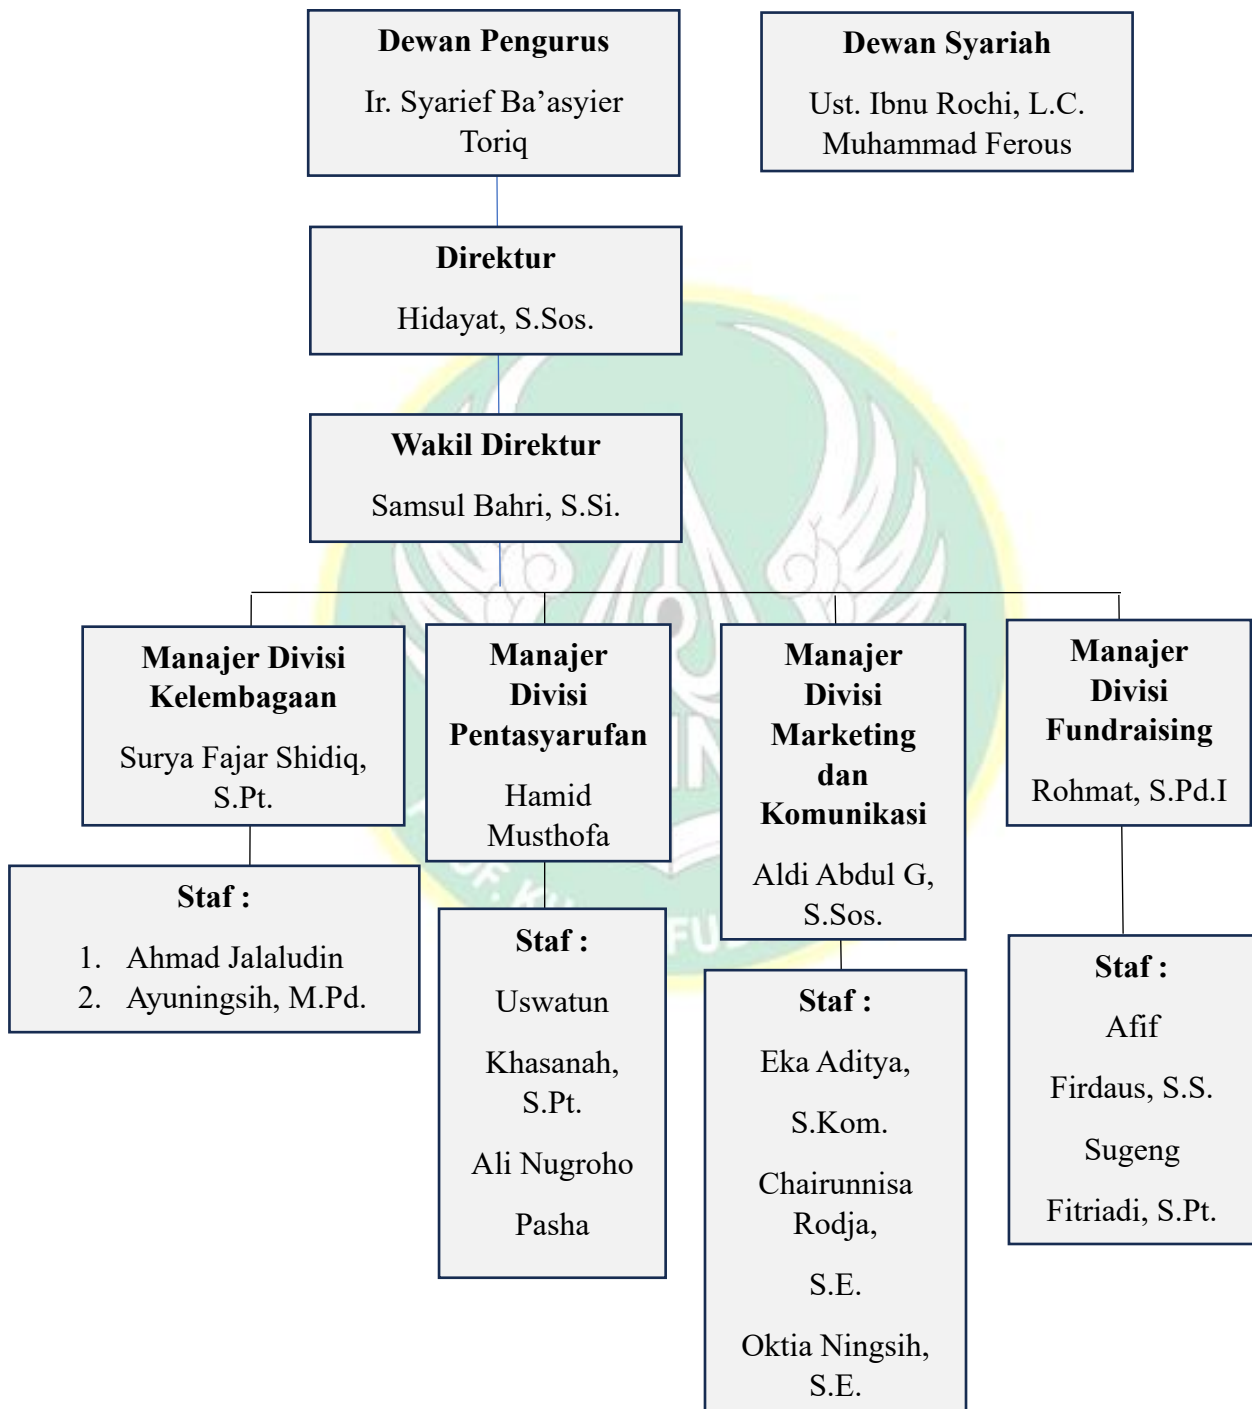 Dewan Pengurus
Ir. Syarief Ba’asyier
Toriq
Dewan Syariah
Ust. Ibnu Rochi, L.C.
Muhammad Ferous
Direktur
Hidayat, S.Sos.
Wakil Direktur
Samsul Bahri, S.Si.
Manajer Divisi
Kelembagaan
Surya Fajar Shidiq,
S.Pt.
Manajer
Divisi
Pentasyarufan
Hamid
Musthofa
Manajer
Divisi
Marketing
dan
Komunikasi
Aldi Abdul G,
S.Sos.
Manajer
Divisi
Fundraising
Rohmat, S.Pd.I
Staf :
1. Ahmad Jalaludin
2. Ayuningsih, M.Pd.
Staf :
Uswatun
Khasanah,
S.Pt.
Ali Nugroho
Pasha
Staf :
Eka Aditya,
S.Kom.
Chairunnisa
Rodja,
S.E.
Oktia Ningsih,
S.E.
Staf :
Afif
Firdaus, S.S.
Sugeng
Fitriadi, S.Pt.